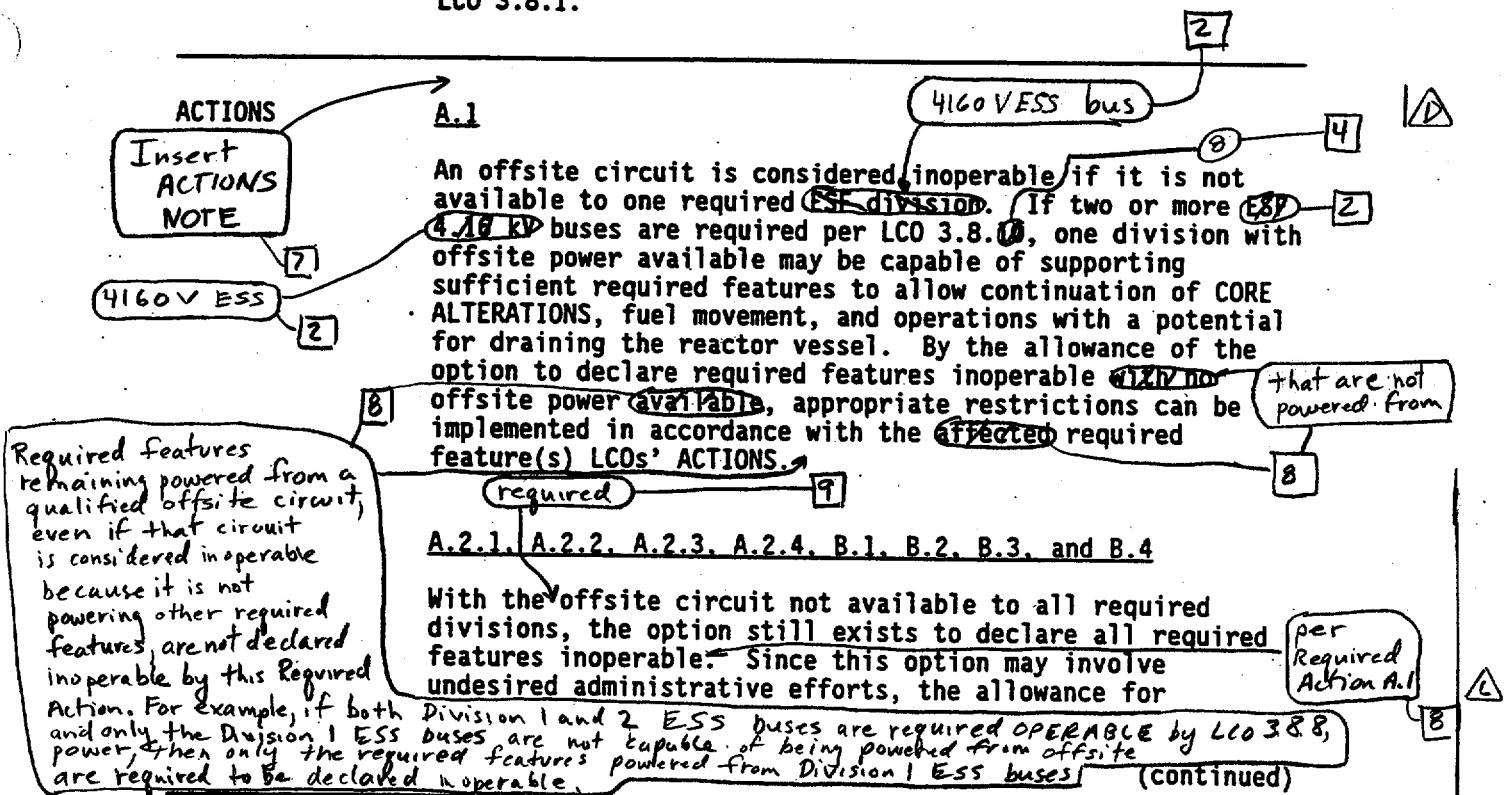 LCO 3.8.1.
2
ACTIONS
A.1
4160 V ESS bus
8
4
D
Insert
ACTIONS
NOTE
7
An offsite circuit is considered inoperable if it is not
available to one required ESF division. If two or more ESF 2
4.16 kV buses are required per LCO 3.8.10, one division with
offsite power available may be capable of supporting
4160 V ESS
2
sufficient required features to allow continuation of CORE
ALTERATIONS, fuel movement, and operations with a potential
for draining the reactor vessel. By the allowance of the
option to declare required features inoperable with no
offsite power available, appropriate restrictions can be
implemented in accordance with the affected required
feature(s) LCOs' ACTIONS.
that are not
powered from
8
8
required
9
A.2.1, A.2.2, A.2.3, A.2.4, B.1, B.2, B.3, and B.4
With the offsite circuit not available to all required
divisions, the option still exists to declare all required
features inoperable. Since this option may involve
undesired administrative efforts, the allowance for
per
Required
Action A.1
8
C
Required features
remaining powered from a
qualified offsite circuit,
even if that circuit
is considered inoperable
because it is not
powering other required
features, are not declared
inoperable by this Required
Action. For example, if both Division 1 and 2 ESS buses are required OPERABLE by LCO 3.8.8,
and only the Division 1 ESS buses are not capable of being powered from offsite
power, then only the required features powered from Division 1 ESS buses
are required to be declared inoperable.
(continued)